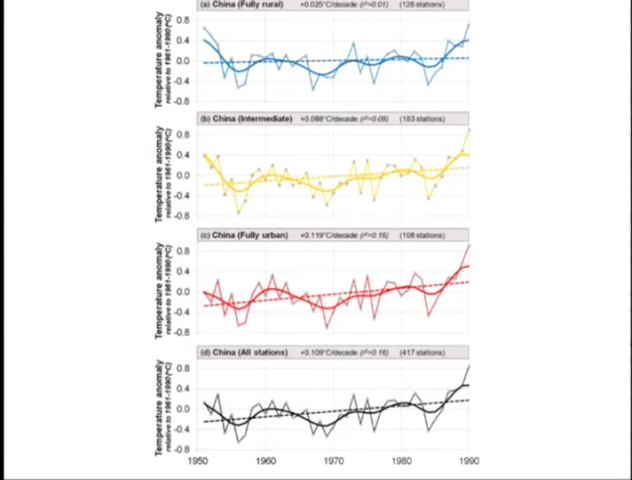 (a) China (Fully rural) +0.025°C/decade (r²=0.01) (126 stations)
Temperature anomaly
relative to 1961-1990 (°C)
0.8
0.4
0.0
-0.4
-0.8
(b) China (Intermediate) +0.088°C/decade (r²=0.09) (183 stations)
Temperature anomaly
relative to 1961-1990 (°C)
0.8
0.4
0.0
-0.4
-0.8
(c) China (Fully urban) +0.119°C/decade (r²=0.16) (108 stations)
Temperature anomaly
relative to 1961-1990 (°C)
0.8
0.4
0.0
-0.4
-0.8
(d) China (All stations) +0.109°C/decade (r²=0.16) (417 stations)
Temperature anomaly
relative to 1961-1990 (°C)
0.8
0.4
0.0
-0.4
-0.8
1950 1960 1970 1980 1990